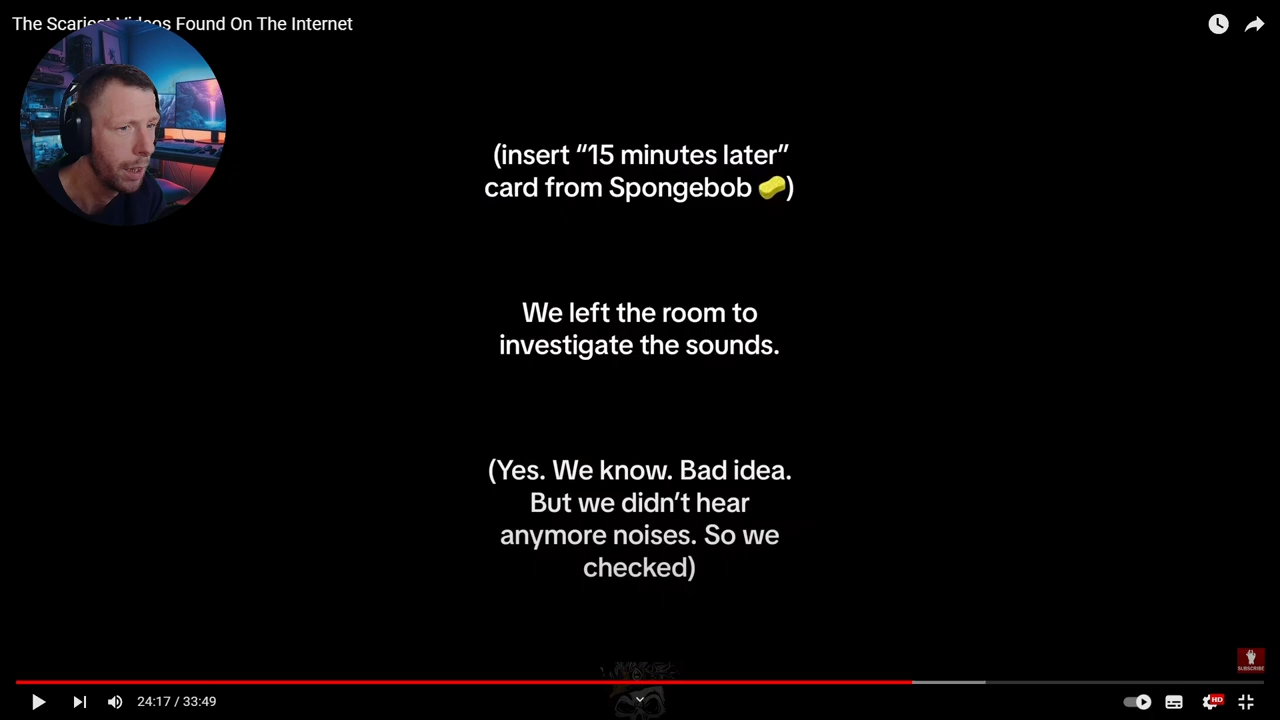 The Scariest Videos Found On The Internet
(insert “15 minutes later”
card from Spongebob 🧽)
We left the room to
investigate the sounds.
(Yes. We know. Bad idea.
But we didn’t hear
anymore noises. So we
checked)
SUBSCRIBE
24:17 / 33:49
HD